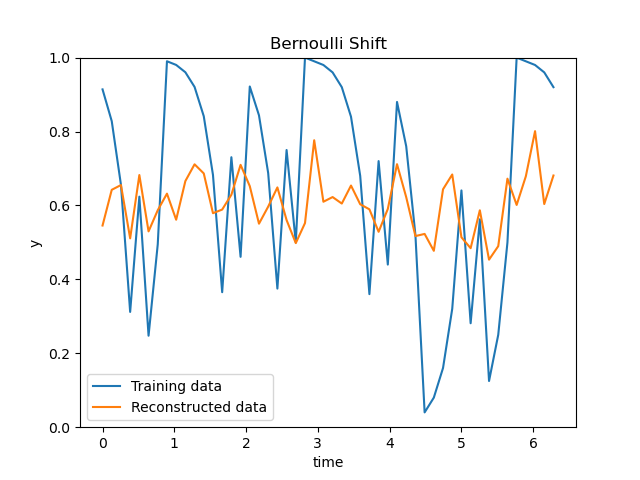 Bernoulli Shift
1.0
0.8
0.6
0.4
0.2
0.0
y
Training data
Reconstructed data
0 1 2 3 4 5 6
time